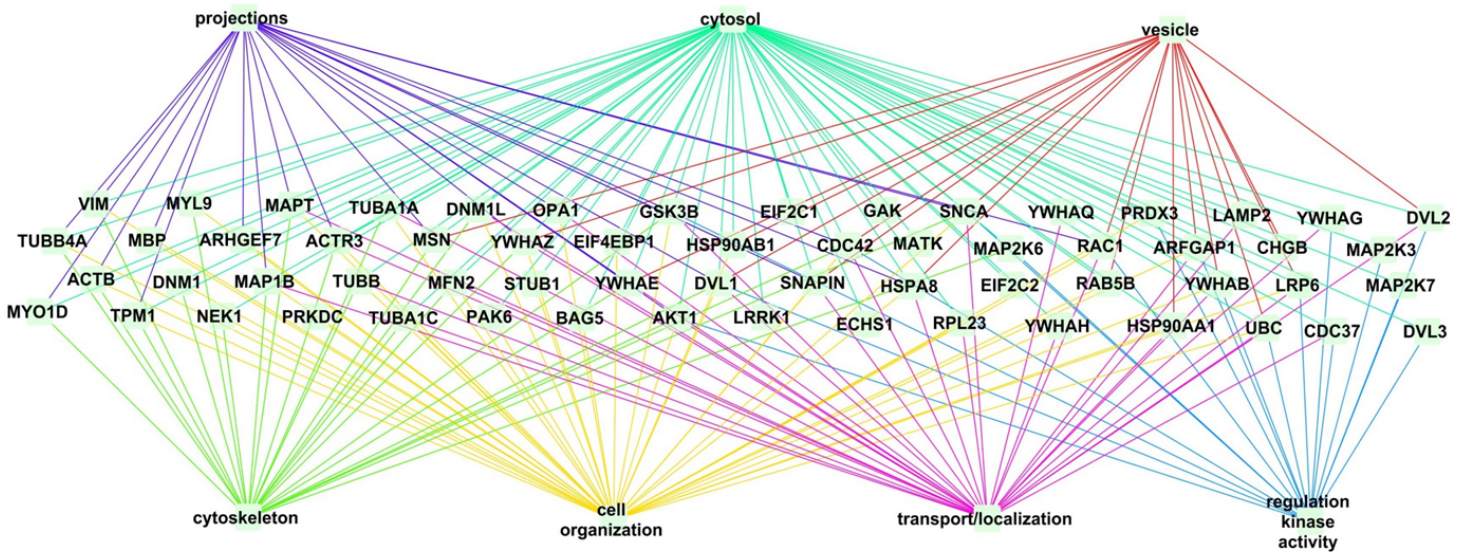 projections cytosol vesicle
VIM MYL9 MAPT TUBA1A DNM1L OPA1 GSK3B EIF2C1 GAK SNCA YWHAQ PRDX3 LAMP2 YWHAG DVL2
TUBB4A MBP ARHGEF7 ACTR3 MSN YWHAZ EIF4EBP1 HSP90AB1 CDC42 MATK MAP2K6 RAC1 ARFGAP1 CHGB MAP2K3
ACTB DNM1 MAP1B TUBB MFN2 STUB1 YWHAE DVL1 SNAPIN HSPA8 EIF2C2 RAB5B YWHAB LRP6 MAP2K7
MYO1D TPM1 NEK1 PRKDC TUBA1C PAK6 BAG5 AKT1 LRRK1 ECHS1 RPL23 YWHAH HSP90AA1 UBC CDC37 DVL3
cytoskeleton
cell
organization
transport/localization
regulation
kinase
activity